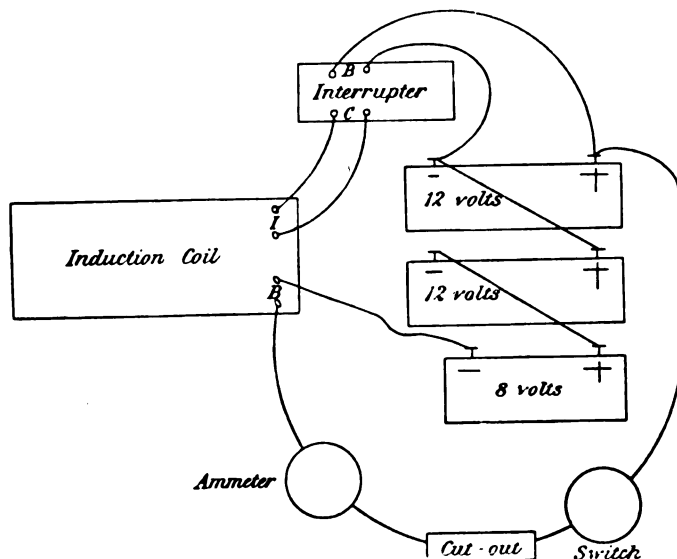 B
Interrupter
C
-
+
12 volts
I
Induction Coil
B
-
+
12 volts
-
+
8 volts
Ammeter
Cut-out
Switch